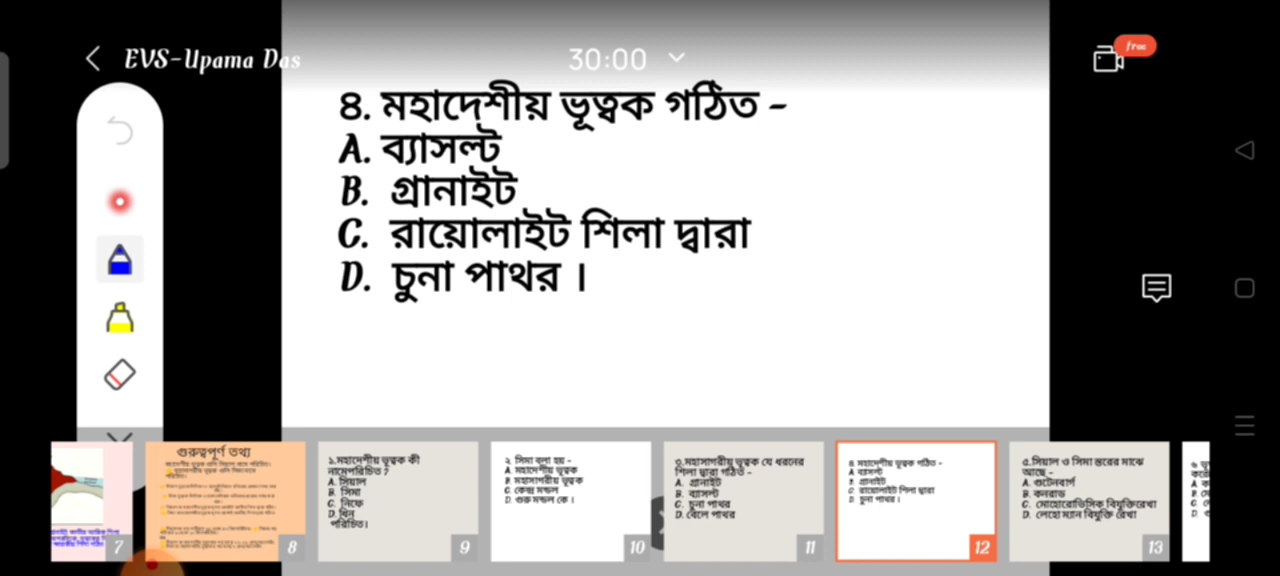 EVS-Upama Das
30:00
free
৪. মহাদেশীয় ভূত্বক গঠিত -
A. ব্যাসল্ট
B. গ্রানাইট
C. রায়োলাইট শিলা দ্বারা
D. চুনা পাথর ।
7
গুরুত্বপূর্ণ তথ্য
8
১.মহাদেশীয় ভূত্বক কী
নামেপরিচিত ?
A. সিয়াল
B. সিমা
C. নিফে
পরিচিত।
9
২. সিমা বলা হয় -
A. মহাদেশীয় ভূত্বক
B. মহাসাগরীয় ভূত্বক
C. কেন্দ্র মন্ডল
D. গুরু মন্ডল কে ।
10
৩.মহাসাগরীয় ভূত্বক যে ধরনের
শিলা দ্বারা গঠিত -
A. গ্রানাইট
B. ব্যাসল্ট
C. চুনা পাথর
D. বেলে পাথর
11
৪. মহাদেশীয় ভূত্বক গঠিত -
A. ব্যাসল্ট
B. গ্রানাইট
C. রায়োলাইট শিলা দ্বারা
D. চুনা পাথর ।
12
৫.সিয়াল ও সিমা স্তরের মাঝে
আছে -
A. গুটেনবার্গ
B. কনরাড
C. মোহোরোভিসিক বিযুক্তিরেখা
D. লেহো ম্যান বিযুক্তি রেখা
13